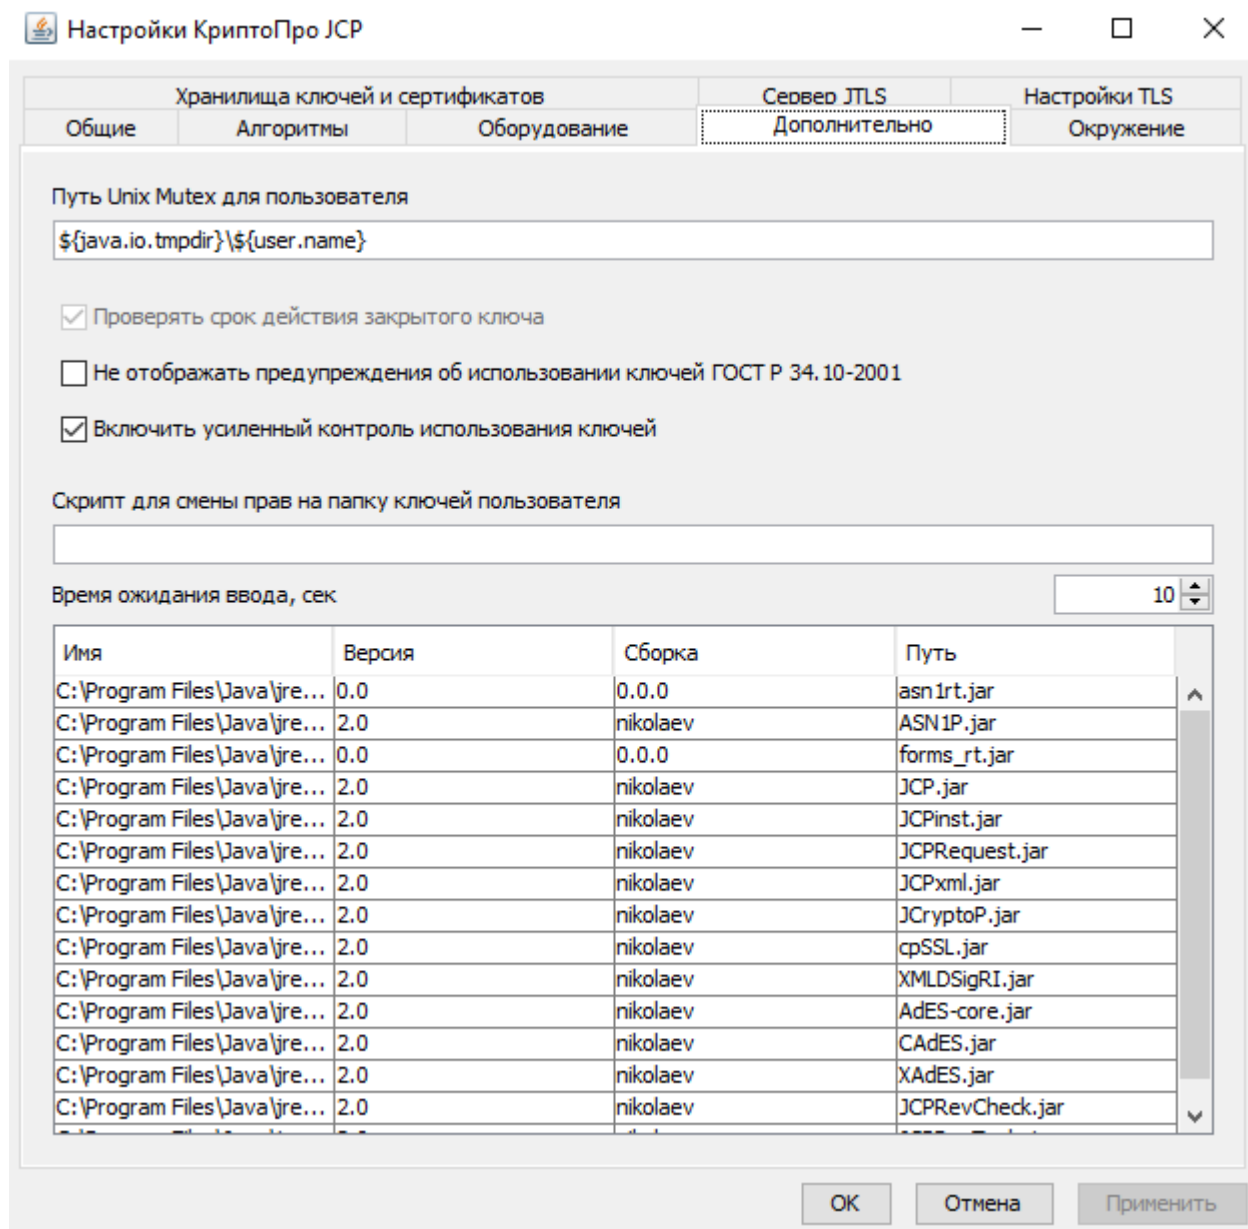 Настройки КриптоПро JCP
Хранилища ключей и сертификатов Сервер JTLS Настройки TLS
Общие Алгоритмы Оборудование Дополнительно Окружение
Путь Unix Mutex для пользователя
${java.io.tmpdir}\${user.name}
Проверять срок действия закрытого ключа
Не отображать предупреждения об использовании ключей ГОСТ Р 34.10-2001
Включить усиленный контроль использования ключей
Скрипт для смены прав на папку ключей пользователя
Время ожидания ввода, сек 10
Имя Версия Сборка Путь
C:\Program Files\Java\jre... 0.0 0.0.0 asn1rt.jar
C:\Program Files\Java\jre... 2.0 nikolaev ASN1P.jar
C:\Program Files\Java\jre... 0.0 0.0.0 forms_rt.jar
C:\Program Files\Java\jre... 2.0 nikolaev JCP.jar
C:\Program Files\Java\jre... 2.0 nikolaev JCPinst.jar
C:\Program Files\Java\jre... 2.0 nikolaev JCPRequest.jar
C:\Program Files\Java\jre... 2.0 nikolaev JCPxml.jar
C:\Program Files\Java\jre... 2.0 nikolaev JCryptoP.jar
C:\Program Files\Java\jre... 2.0 nikolaev cpSSL.jar
C:\Program Files\Java\jre... 2.0 nikolaev XMLDSigRI.jar
C:\Program Files\Java\jre... 2.0 nikolaev AdES-core.jar
C:\Program Files\Java\jre... 2.0 nikolaev CAdES.jar
C:\Program Files\Java\jre... 2.0 nikolaev XAdES.jar
C:\Program Files\Java\jre... 2.0 nikolaev JCPRevCheck.jar
OK Отмена Применить